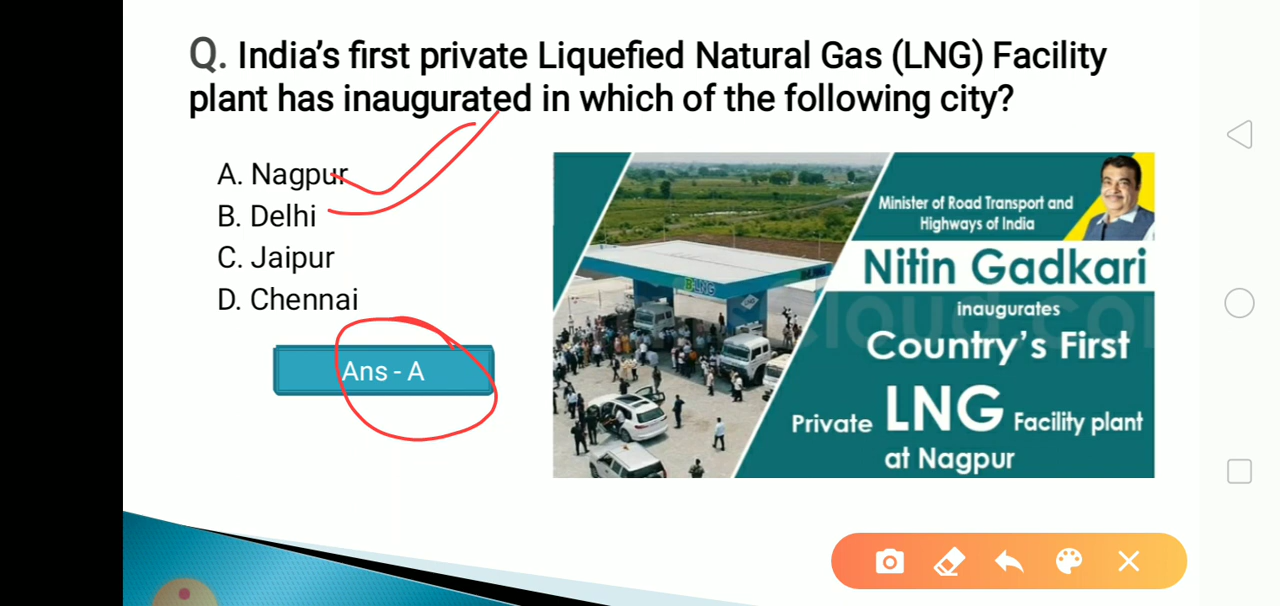 Q. India's first private Liquefied Natural Gas (LNG) Facility
plant has inaugurated in which of the following city?
A. Nagpur
B. Delhi
C. Jaipur
D. Chennai
Ans - A
Minister of Road Transport and
Highways of India
Nitin Gadkari
inaugurates
Country's First
Private LNG Facility plant
at Nagpur